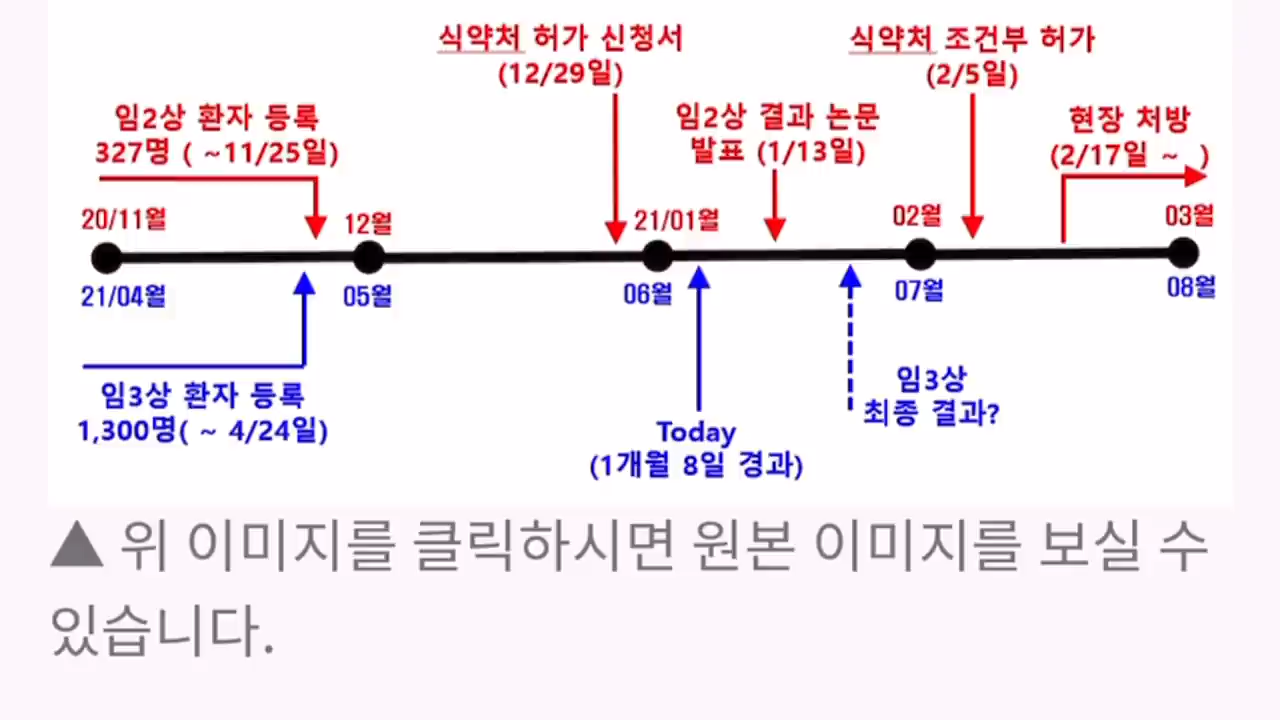 식약처 허가 신청서
(12/29일)
식약처 조건부 허가
(2/5일)
임2상 환자 등록
327명 ( ~11/25일)
임2상 결과 논문
발표 (1/13일)
현장 처방
(2/17일 ~ )
20/11월
12월
21/01월
02월
03월
21/04월
05월
06월
07월
08월
임3상 환자 등록
1,300명( ~ 4/24일)
Today
(1개월 8일 경과)
임3상
최종 결과?
▲ 위 이미지를 클릭하시면 원본 이미지를 보실 수
있습니다.